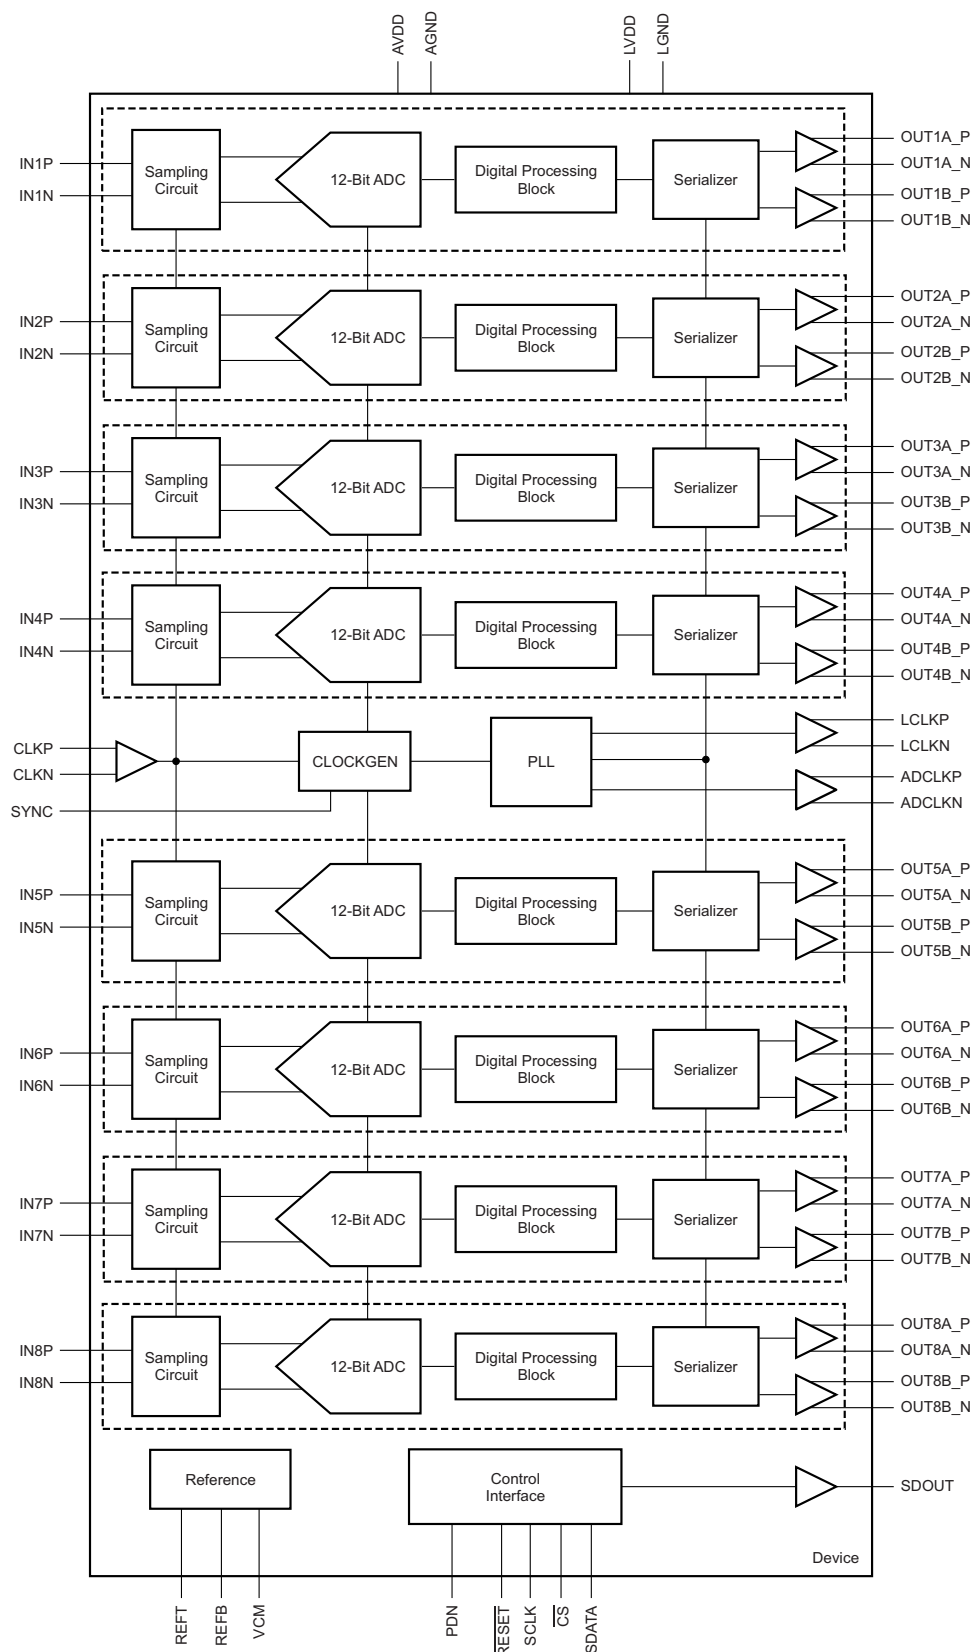 AVDD
AGND
LVDD
LGND
IN1P
IN1N
Sampling
Circuit
12-Bit ADC
Digital Processing
Block
Serializer
OUT1A_P
OUT1A_N
OUT1B_P
OUT1B_N
IN2P
IN2N
Sampling
Circuit
12-Bit ADC
Digital Processing
Block
Serializer
OUT2A_P
OUT2A_N
OUT2B_P
OUT2B_N
IN3P
IN3N
Sampling
Circuit
12-Bit ADC
Digital Processing
Block
Serializer
OUT3A_P
OUT3A_N
OUT3B_P
OUT3B_N
IN4P
IN4N
Sampling
Circuit
12-Bit ADC
Digital Processing
Block
Serializer
OUT4A_P
OUT4A_N
OUT4B_P
OUT4B_N
CLKP
CLKN
SYNC
CLOCKGEN
PLL
LCLKP
LCLKN
ADCLKP
ADCLKN
IN5P
IN5N
Sampling
Circuit
12-Bit ADC
Digital Processing
Block
Serializer
OUT5A_P
OUT5A_N
OUT5B_P
OUT5B_N
IN6P
IN6N
Sampling
Circuit
12-Bit ADC
Digital Processing
Block
Serializer
OUT6A_P
OUT6A_N
OUT6B_P
OUT6B_N
IN7P
IN7N
Sampling
Circuit
12-Bit ADC
Digital Processing
Block
Serializer
OUT7A_P
OUT7A_N
OUT7B_P
OUT7B_N
IN8P
IN8N
Sampling
Circuit
12-Bit ADC
Digital Processing
Block
Serializer
OUT8A_P
OUT8A_N
OUT8B_P
OUT8B_N
Reference
Control
Interface
SDOUT
Device
REFT
REFB
VCM
PDN
RESET
SCLK
CS
SDATA